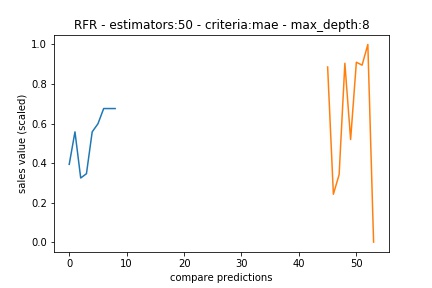 RFR - estimators:50 - criteria:mae - max_depth:8
1.0
0.8
0.6
0.4
0.2
0.0
sales value (scaled)
0 10 20 30 40 50
compare predictions